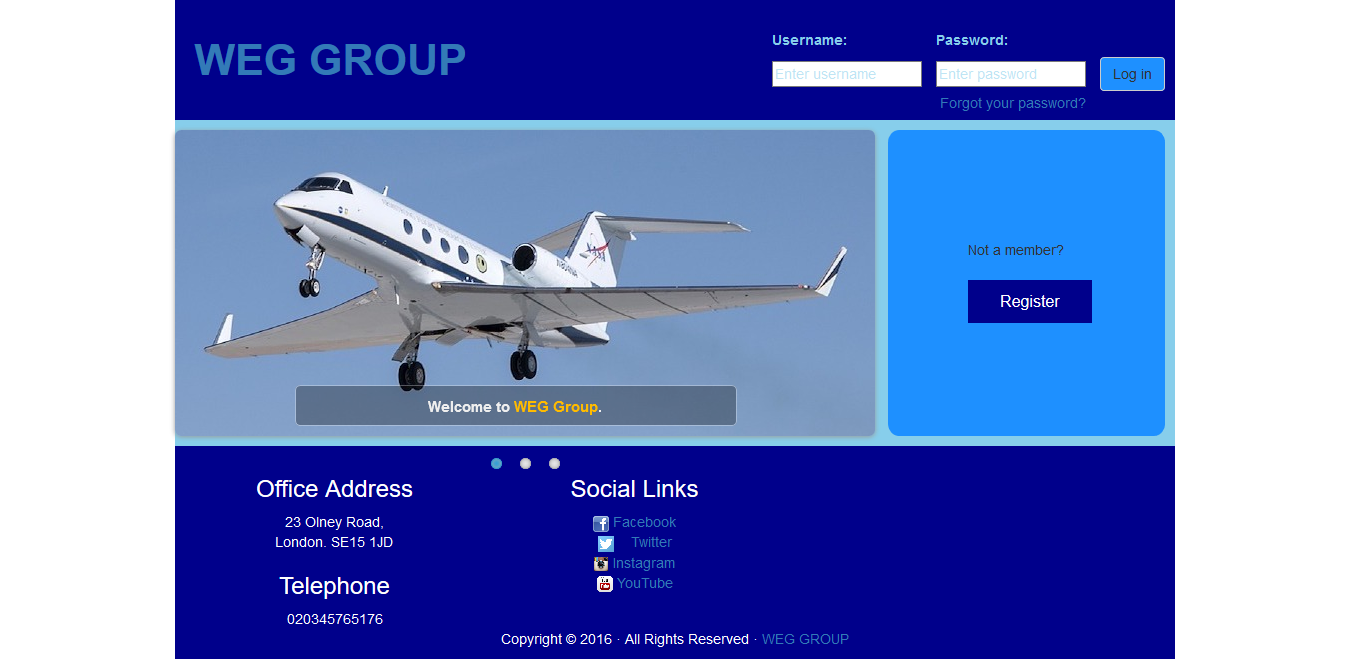 WEG GROUP
Username:
Password:
Enter username
Enter password
Log in
Forgot your password?
NASA
Welcome to WEG Group.
Not a member?
Register
Office Address
23 Olney Road,
London. SE15 1JD
Telephone
020345765176
Social Links
Facebook
Twitter
Instagram
YouTube
Copyright © 2016 · All Rights Reserved · WEG GROUP